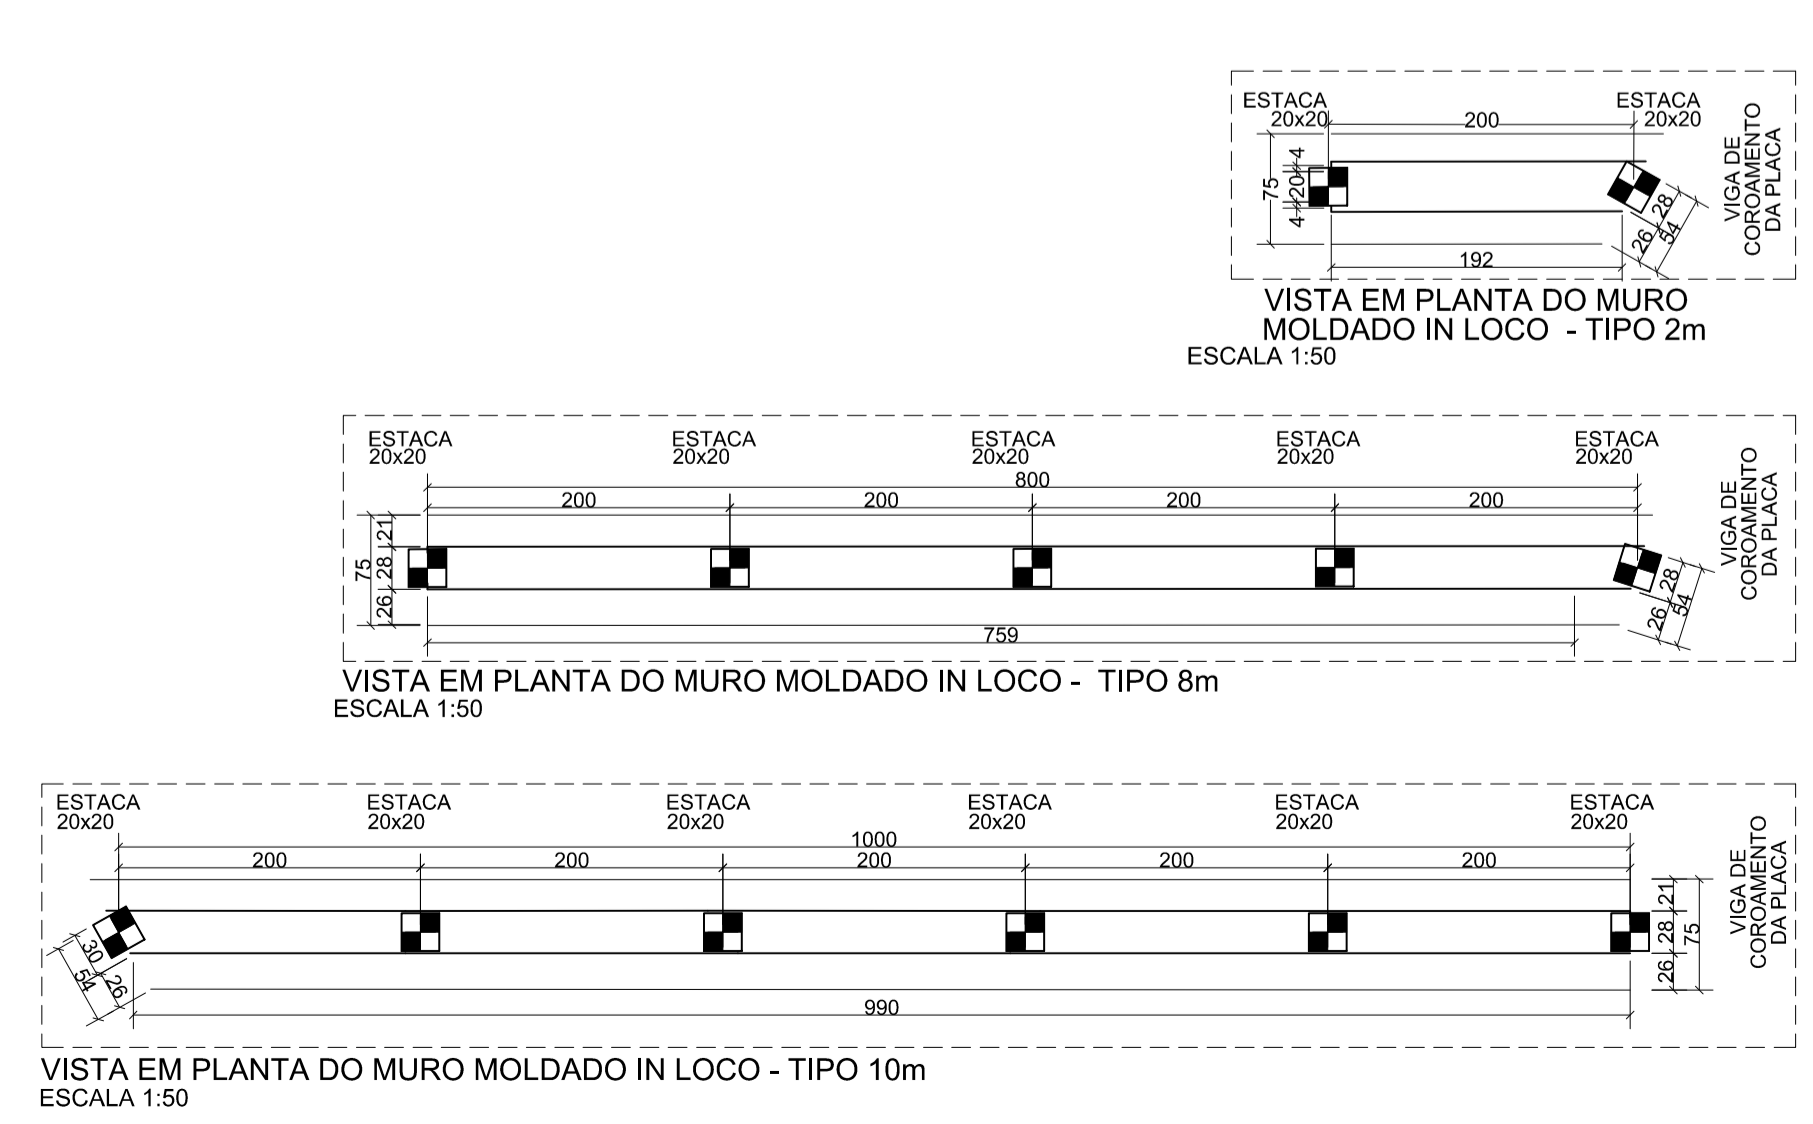 ESTACA
20x20
200
ESTACA
20x20
VIGA DE
COROAMENTO
DA PLACA
75
4
20
4
28
26
54
192
VISTA EM PLANTA DO MURO
MOLDADO IN LOCO - TIPO 2m
ESCALA 1:50
ESTACA
20x20
ESTACA
20x20
ESTACA
20x20
ESTACA
20x20
ESTACA
20x20
800
200
200
200
200
75
21
28
26
28
26
54
759
VIGA DE
COROAMENTO
DA PLACA
VISTA EM PLANTA DO MURO MOLDADO IN LOCO - TIPO 8m
ESCALA 1:50
ESTACA
20x20
ESTACA
20x20
ESTACA
20x20
ESTACA
20x20
ESTACA
20x20
ESTACA
20x20
1000
200
200
200
200
200
30
54
26
21
28
26
75
990
VIGA DE
COROAMENTO
DA PLACA
VISTA EM PLANTA DO MURO MOLDADO IN LOCO - TIPO 10m
ESCALA 1:50